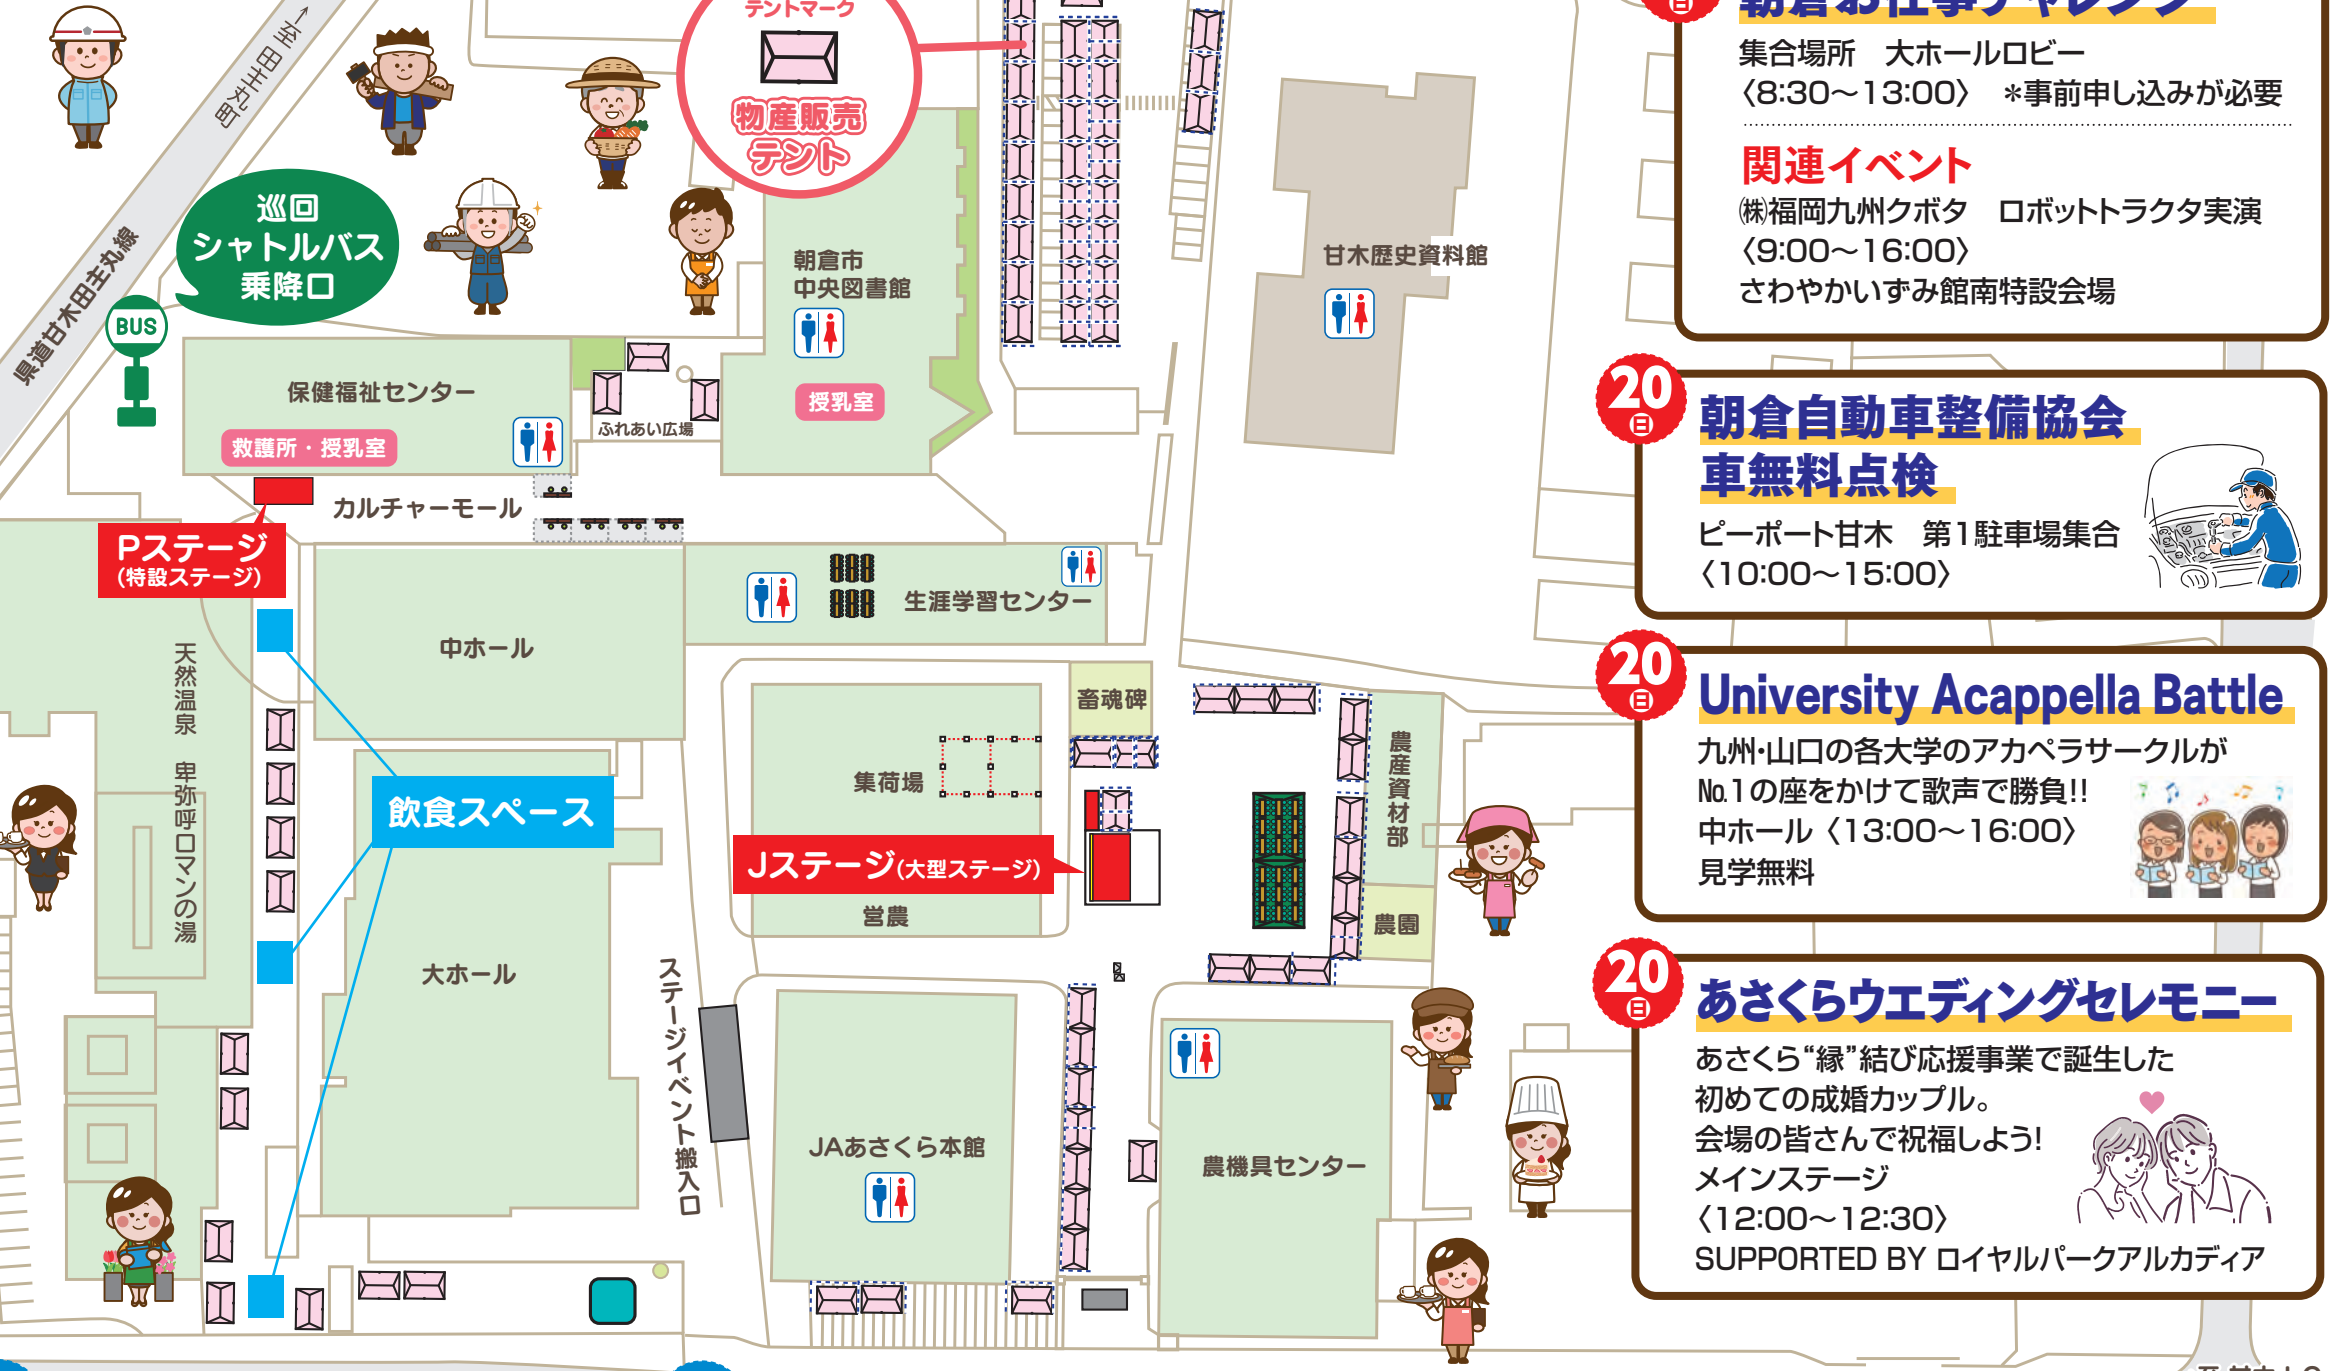 テントマーク
物産販売
テント
←至 田主丸町
県道甘木田主丸線
巡回
シャトルバス
乗降口
BUS
朝倉市
中央図書館
授乳室
甘木歴史資料館
保健福祉センター
救護所・授乳室
ふれあい広場
カルチャーモール
Pステージ
(特設ステージ)
生涯学習センター
中ホール
天然温泉 卑弥呼ロマンの湯
飲食スペース
大ホール
ステージイベント搬入口
畜魂碑
集荷場
Jステージ(大型ステージ)
営農
農産資材部
農園
JAあさくら本館
農機具センター
日
朝倉お仕事チャレンジ
集合場所 大ホールロビー
〈8:30〜13:00〉 *事前申し込みが必要
関連イベント
㈱福岡九州クボタ ロボットトラクタ実演
〈9:00〜16:00〉
さわやかいずみ館南特設会場
20
日
朝倉自動車整備協会
車無料点検
ピーポート甘木 第1駐車場集合
〈10:00〜15:00〉
20
日
University Acappella Battle
九州・山口の各大学のアカペラサークルが
№1の座をかけて歌声で勝負!!
中ホール〈13:00〜16:00〉
見学無料
20
日
あさくらウエディングセレモニー
あさくら“縁”結び応援事業で誕生した
初めての成婚カップル。
会場の皆さんで祝福しよう!
メインステージ
〈12:00〜12:30〉
SUPPORTED BY ロイヤルパークアルカディア